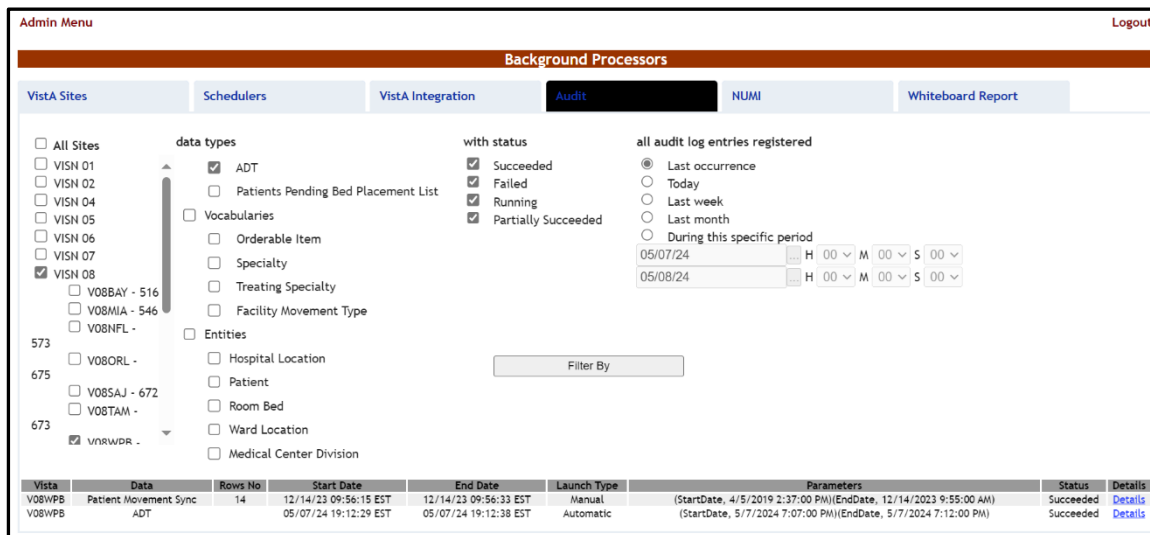 Admin Menu Logout
Background Processors
VistA Sites Schedulers VistA Integration Audit NUMI Whiteboard Report
All Sites
VISN 01
VISN 02
VISN 04
VISN 05
VISN 06
VISN 07
VISN 08
V08BAY - 516
V08MIA - 546
V08NFL -
573
V08ORL -
675
V08SAJ - 672
V08TAM -
673
V08WPB -
data types
ADT
Patients Pending Bed Placement List
Vocabularies
Orderable Item
Specialty
Treating Specialty
Facility Movement Type
Entities
Hospital Location
Patient
Room Bed
Ward Location
Medical Center Division
with status
Succeeded
Failed
Running
Partially Succeeded
all audit log entries registered
Last occurrence
Today
Last week
Last month
During this specific period
05/07/24 ... H 00 M 00 S 00
05/08/24 ... H 00 M 00 S 00
Filter By
Vista Data Rows No Start Date End Date Launch Type Parameters Status Details
V08WPB Patient Movement Sync 14 12/14/23 09:56:15 EST 12/14/23 09:56:33 EST Manual (StartDate, 4/5/2019 2:37:00 PM)(EndDate, 12/14/2023 9:55:00 AM) Succeeded Details
V08WPB ADT 05/07/24 19:12:29 EST 05/07/24 19:12:38 EST Automatic (StartDate, 5/7/2024 7:07:00 PM)(EndDate, 5/7/2024 7:12:00 PM) Succeeded Details